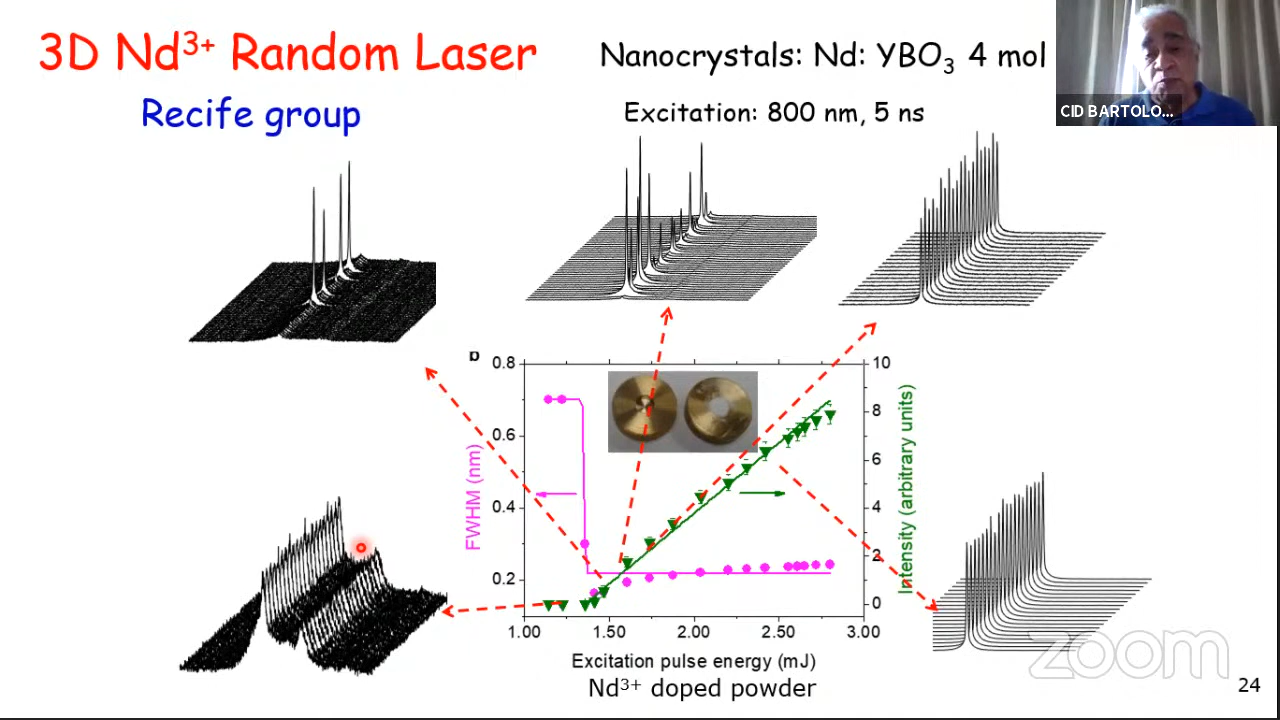 3D Nd³⁺ Random Laser
Nanocrystals: Nd: YBO₃ 4 mol
CID BARTOLO...
Recife group
Excitation: 800 nm, 5 ns
b
0.8
0.6
0.4
0.2
FWHM (nm)
10
8
6
4
2
0
Intensity (arbitrary units)
1.00 1.50 2.00 2.50 3.00
Excitation pulse energy (mJ)
Nd³⁺ doped powder
zoom
24